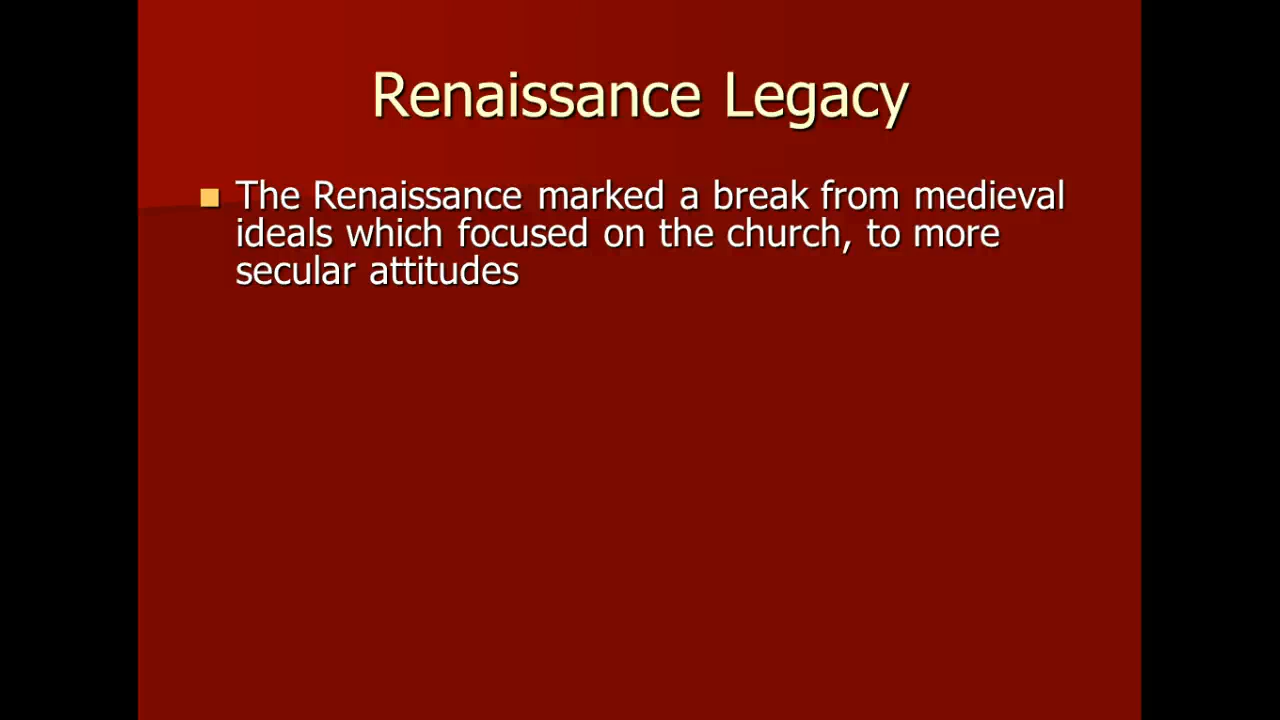 Renaissance Legacy
The Renaissance marked a break from medieval
ideals which focused on the church, to more
secular attitudes